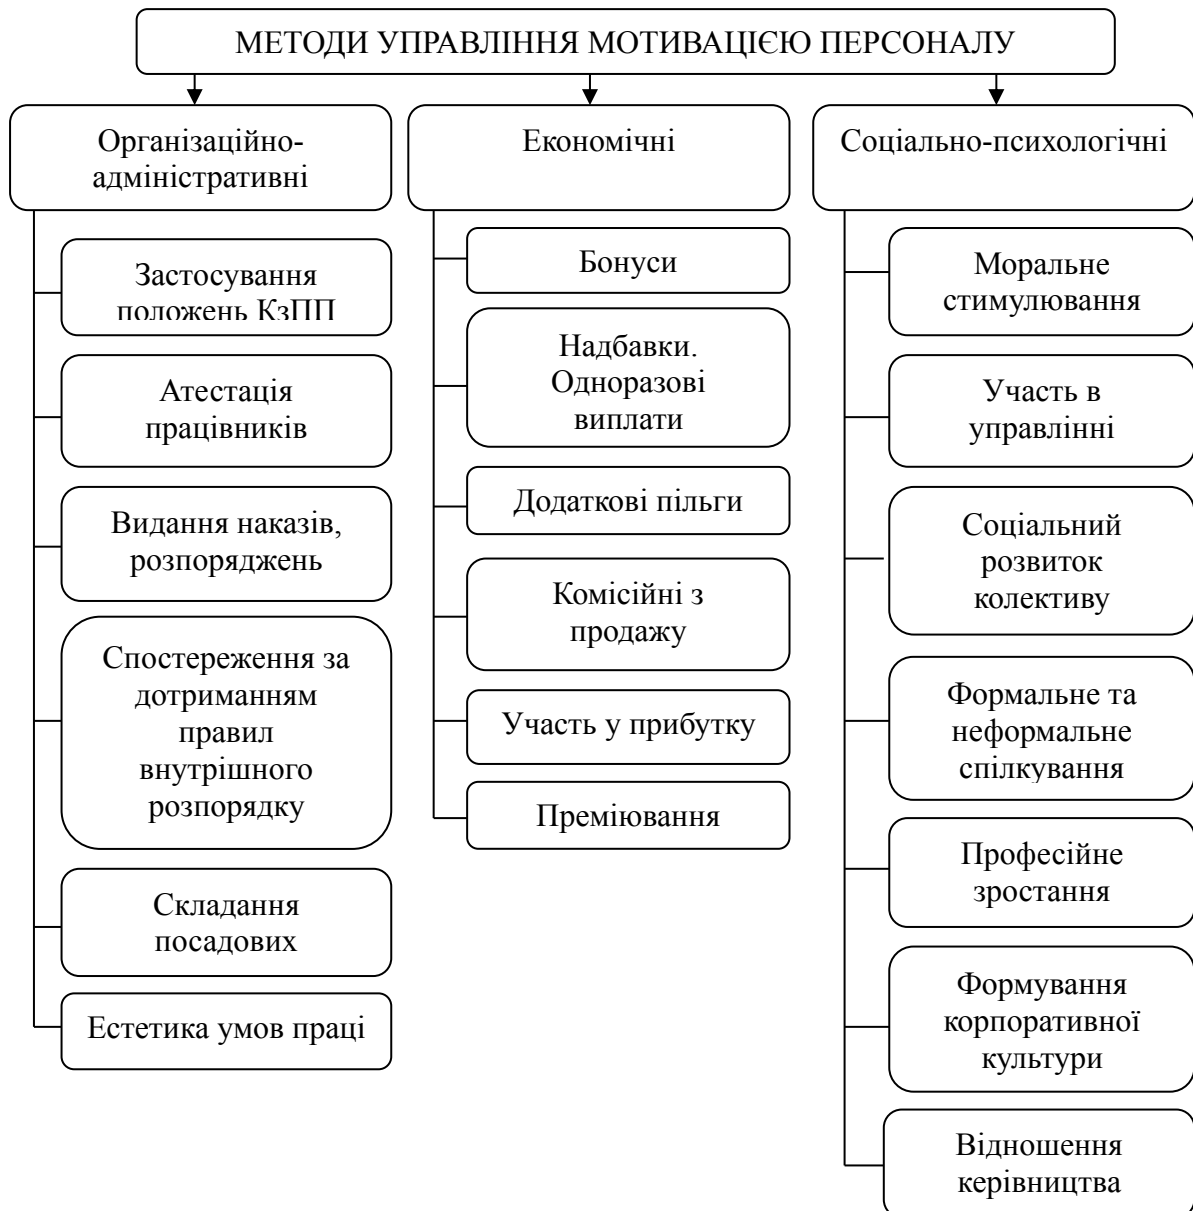 МЕТОДИ УПРАВЛІННЯ МОТИВАЦІЄЮ ПЕРСОНАЛУ
Організаційно-
адміністративні
Застосування
положень КзПП
Атестація
працівників
Видання наказів,
розпоряджень
Спостереження за
дотриманням
правил
внутрішного
розпорядку
Складання
посадових
Естетика умов праці
Економічні
Бонуси
Надбавки.
Одноразові
виплати
Додаткові пільги
Комісійні з
продажу
Участь у прибутку
Преміювання
Соціально-психологічні
Моральне
стимулювання
Участь в
управлінні
Соціальний
розвиток
колективу
Формальне та
неформальне
спілкування
Професійне
зростання
Формування
корпоративної
культури
Відношення
керівництва